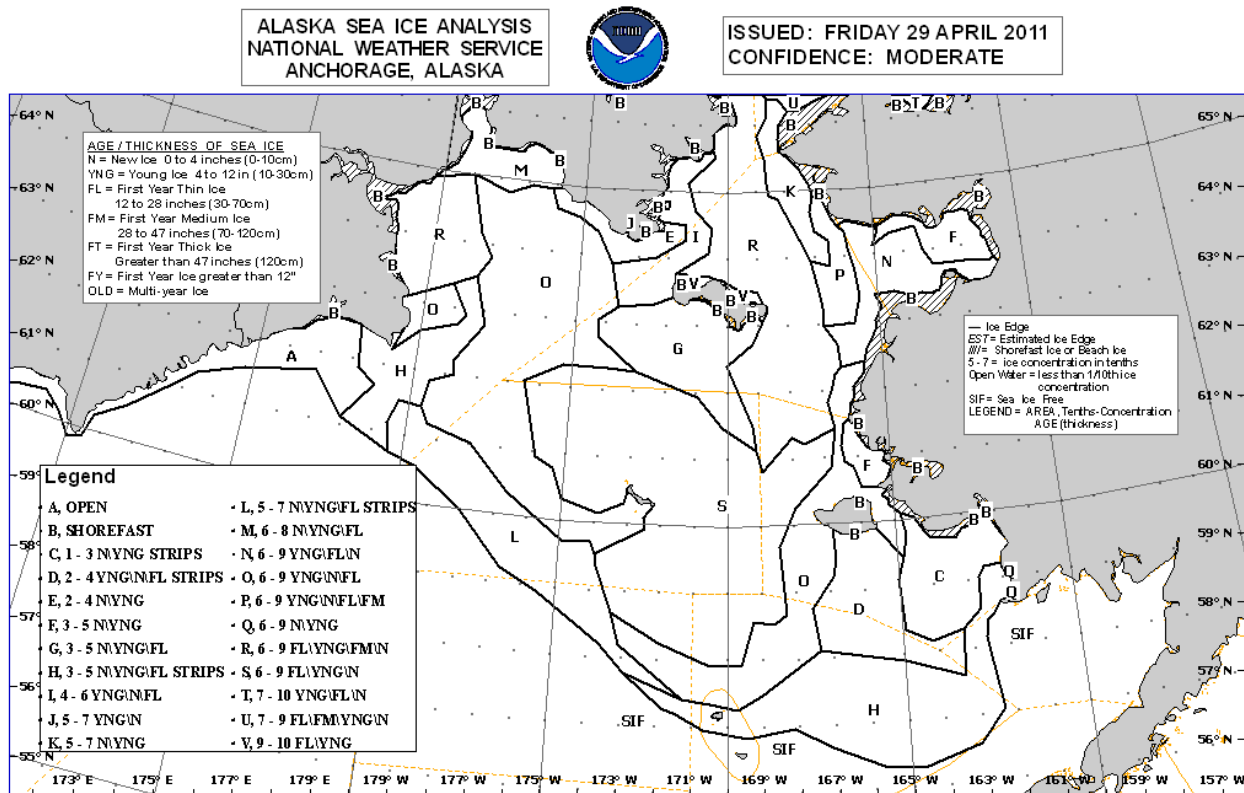 ALASKA SEA ICE ANALYSIS
NATIONAL WEATHER SERVICE
ANCHORAGE, ALASKA
ISSUED: FRIDAY 29 APRIL 2011
CONFIDENCE: MODERATE
AGE / THICKNESS OF SEA ICE
N = New Ice 0 to 4 inches (0-10cm)
YNG = Young Ice 4 to 12 in (10-30cm)
FL = First Year Thin Ice
12 to 28 inches (30-70cm)
FM = First Year Medium Ice
28 to 47 inches (70-120cm)
FT = First Year Thick Ice
Greater than 47 inches (120cm)
FY = First Year Ice greater than 12"
OLD = Multi-year Ice
— Ice Edge
EST = Estimated Ice Edge
//// = Shorefast Ice or Beach Ice
5 - 7 = ice concentration in tenths
Open Water = less than 1/10th ice
concentration
SIF = Sea Ice Free
LEGEND = AREA, Tenths-Concentration
AGE (thickness)
64° N
63° N
62° N
61° N
60° N
59° N
58° N
57° N
56° N
55° N
65° N
64° N
63° N
62° N
61° N
60° N
59° N
58° N
57° N
56° N
B B B U B B T B
B B B M
B K B B
R J B J B E I R F
B O N P
B V B V B B B B
B O G
A H
B F B
S B B B B
L O D C Q Q
SIF
H
SIF SIF
Legend
A, OPEN
B, SHOREFAST
C, 1 - 3 N\YNG STRIPS
D, 2 - 4 YNG\N\FL STRIPS
E, 2 - 4 N\YNG
F, 3 - 5 N\YNG
G, 3 - 5 N\YNG\FL
H, 3 - 5 N\YNG\FL STRIPS
I, 4 - 6 YNG\N\FL
J, 5 - 7 YNG\N
K, 5 - 7 N\YNG
L, 5 - 7 N\YNG\FL STRIPS
M, 6 - 8 N\YNG\FL
N, 6 - 9 YNG\FL\N
O, 6 - 9 YNG\N\FL
P, 6 - 9 YNG\N\FL\FM
Q, 6 - 9 N\YNG
R, 6 - 9 FL\YNG\FM\N
S, 6 - 9 FL\YNG\N
T, 7 - 10 YNG\FL\N
U, 7 - 9 FL\FM\YNG\N
V, 9 - 10 FL\YNG
173° E 175° E 177° E 179° E 179° W 177° W 175° W 173° W 171° W 169° W 167° W 165° W 163° W 161° W 159° W 157° W